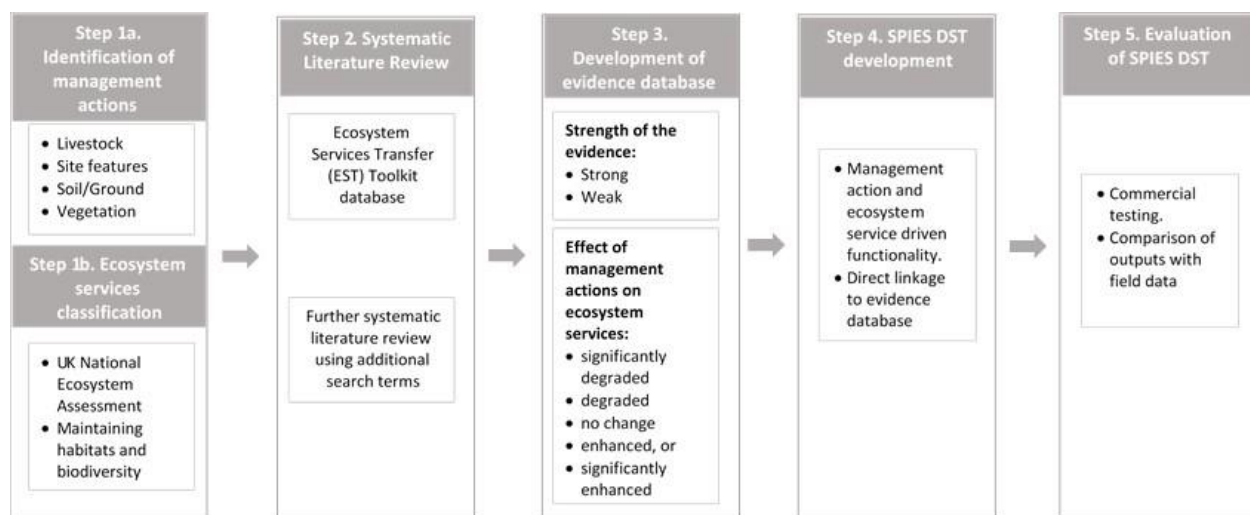 Step 1a.
Identification of
management
actions
• Livestock
• Site features
• Soil/Ground
• Vegetation
Step 1b. Ecosystem
services
classification
• UK National
Ecosystem
Assessment
• Maintaining
habitats and
biodiversity
Step 2. Systematic
Literature Review
Ecosystem
Services Transfer
(EST) Toolkit
database
Further systematic
literature review
using additional
search terms
Step 3.
Development of
evidence database
Strength of the
evidence:
• Strong
• Weak
Effect of
management
actions on
ecosystem
services:
• significantly
degraded
• degraded
• no change
• enhanced, or
• significantly
enhanced
Step 4. SPIES DST
development
• Management
action and
ecosystem
service driven
functionality.
• Direct linkage
to evidence
database
Step 5. Evaluation
of SPIES DST
• Commercial
testing.
• Comparison of
outputs with
field data